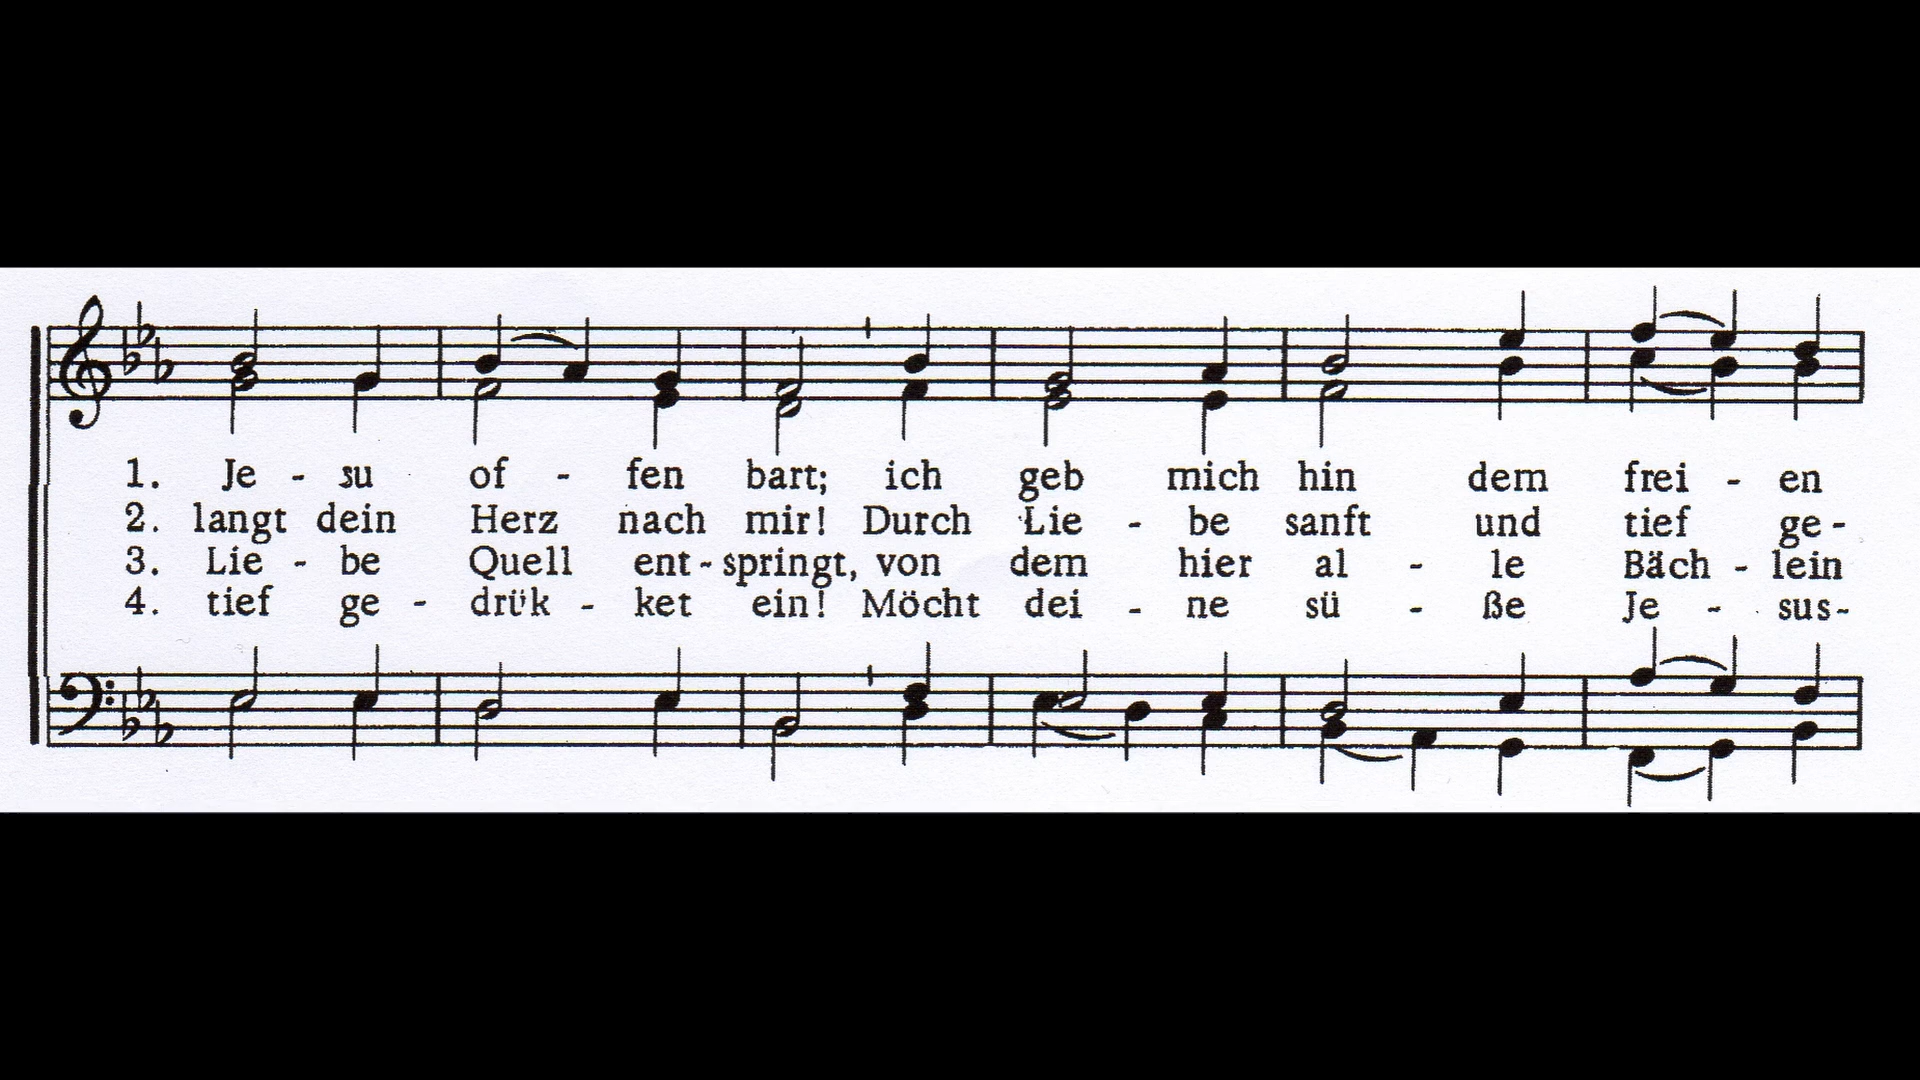 1. Je - su of - fen bart; ich geb mich hin dem frei - en
2. langt dein Herz nach mir! Durch Lie - be sanft und tief ge -
3. Lie - be Quell ent - springt, von dem hier al - le Bäch - lein
4. tief ge - drük - ket ein! Möcht dei - ne sü - ße Je - sus -